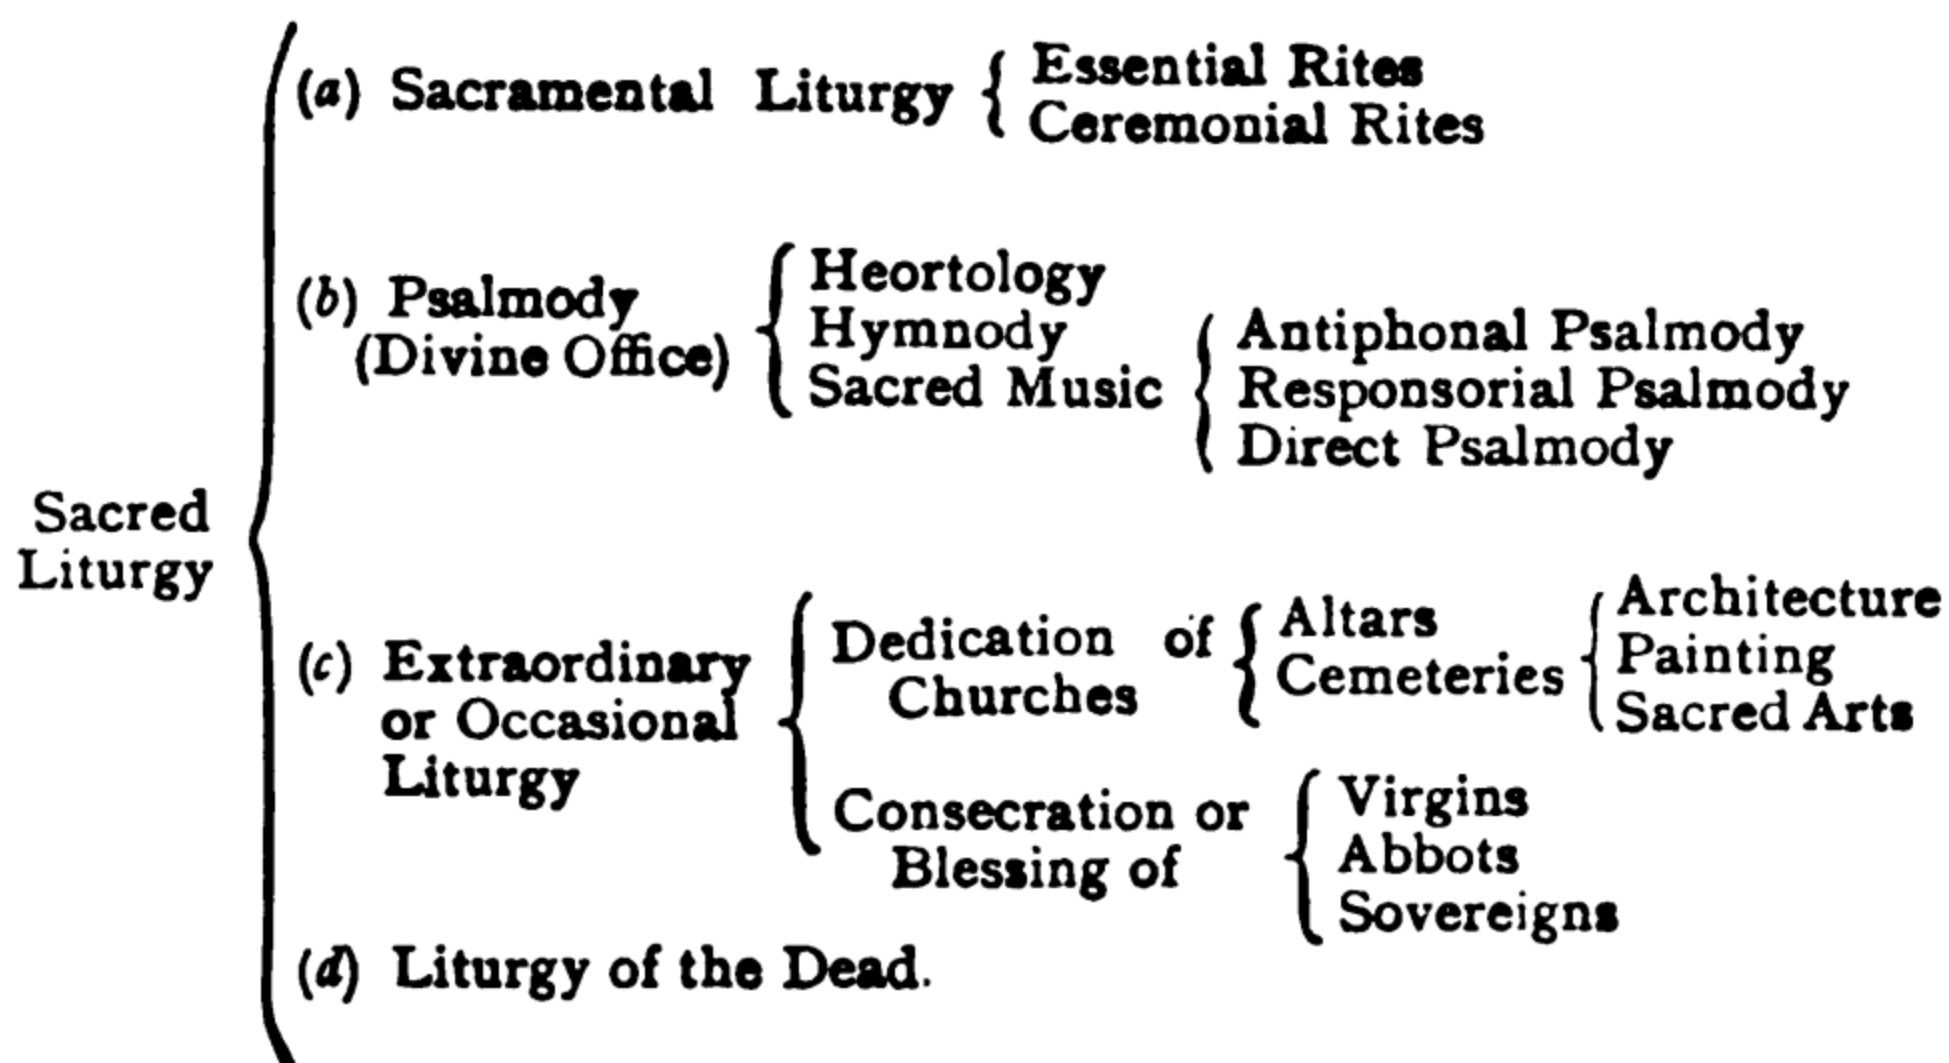 Sacred
Liturgy
(a) Sacramental Liturgy
Essential Rites
Ceremonial Rites
(b) Psalmody
(Divine Office)
Heortology
Hymnody
Sacred Music
Antiphonal Psalmody
Responsorial Psalmody
Direct Psalmody
(c) Extraordinary
or Occasional
Liturgy
Dedication of
Churches
Altars
Cemeteries
Architecture
Painting
Sacred Arts
Consecration or
Blessing of
Virgins
Abbots
Sovereigns
(d) Liturgy of the Dead.